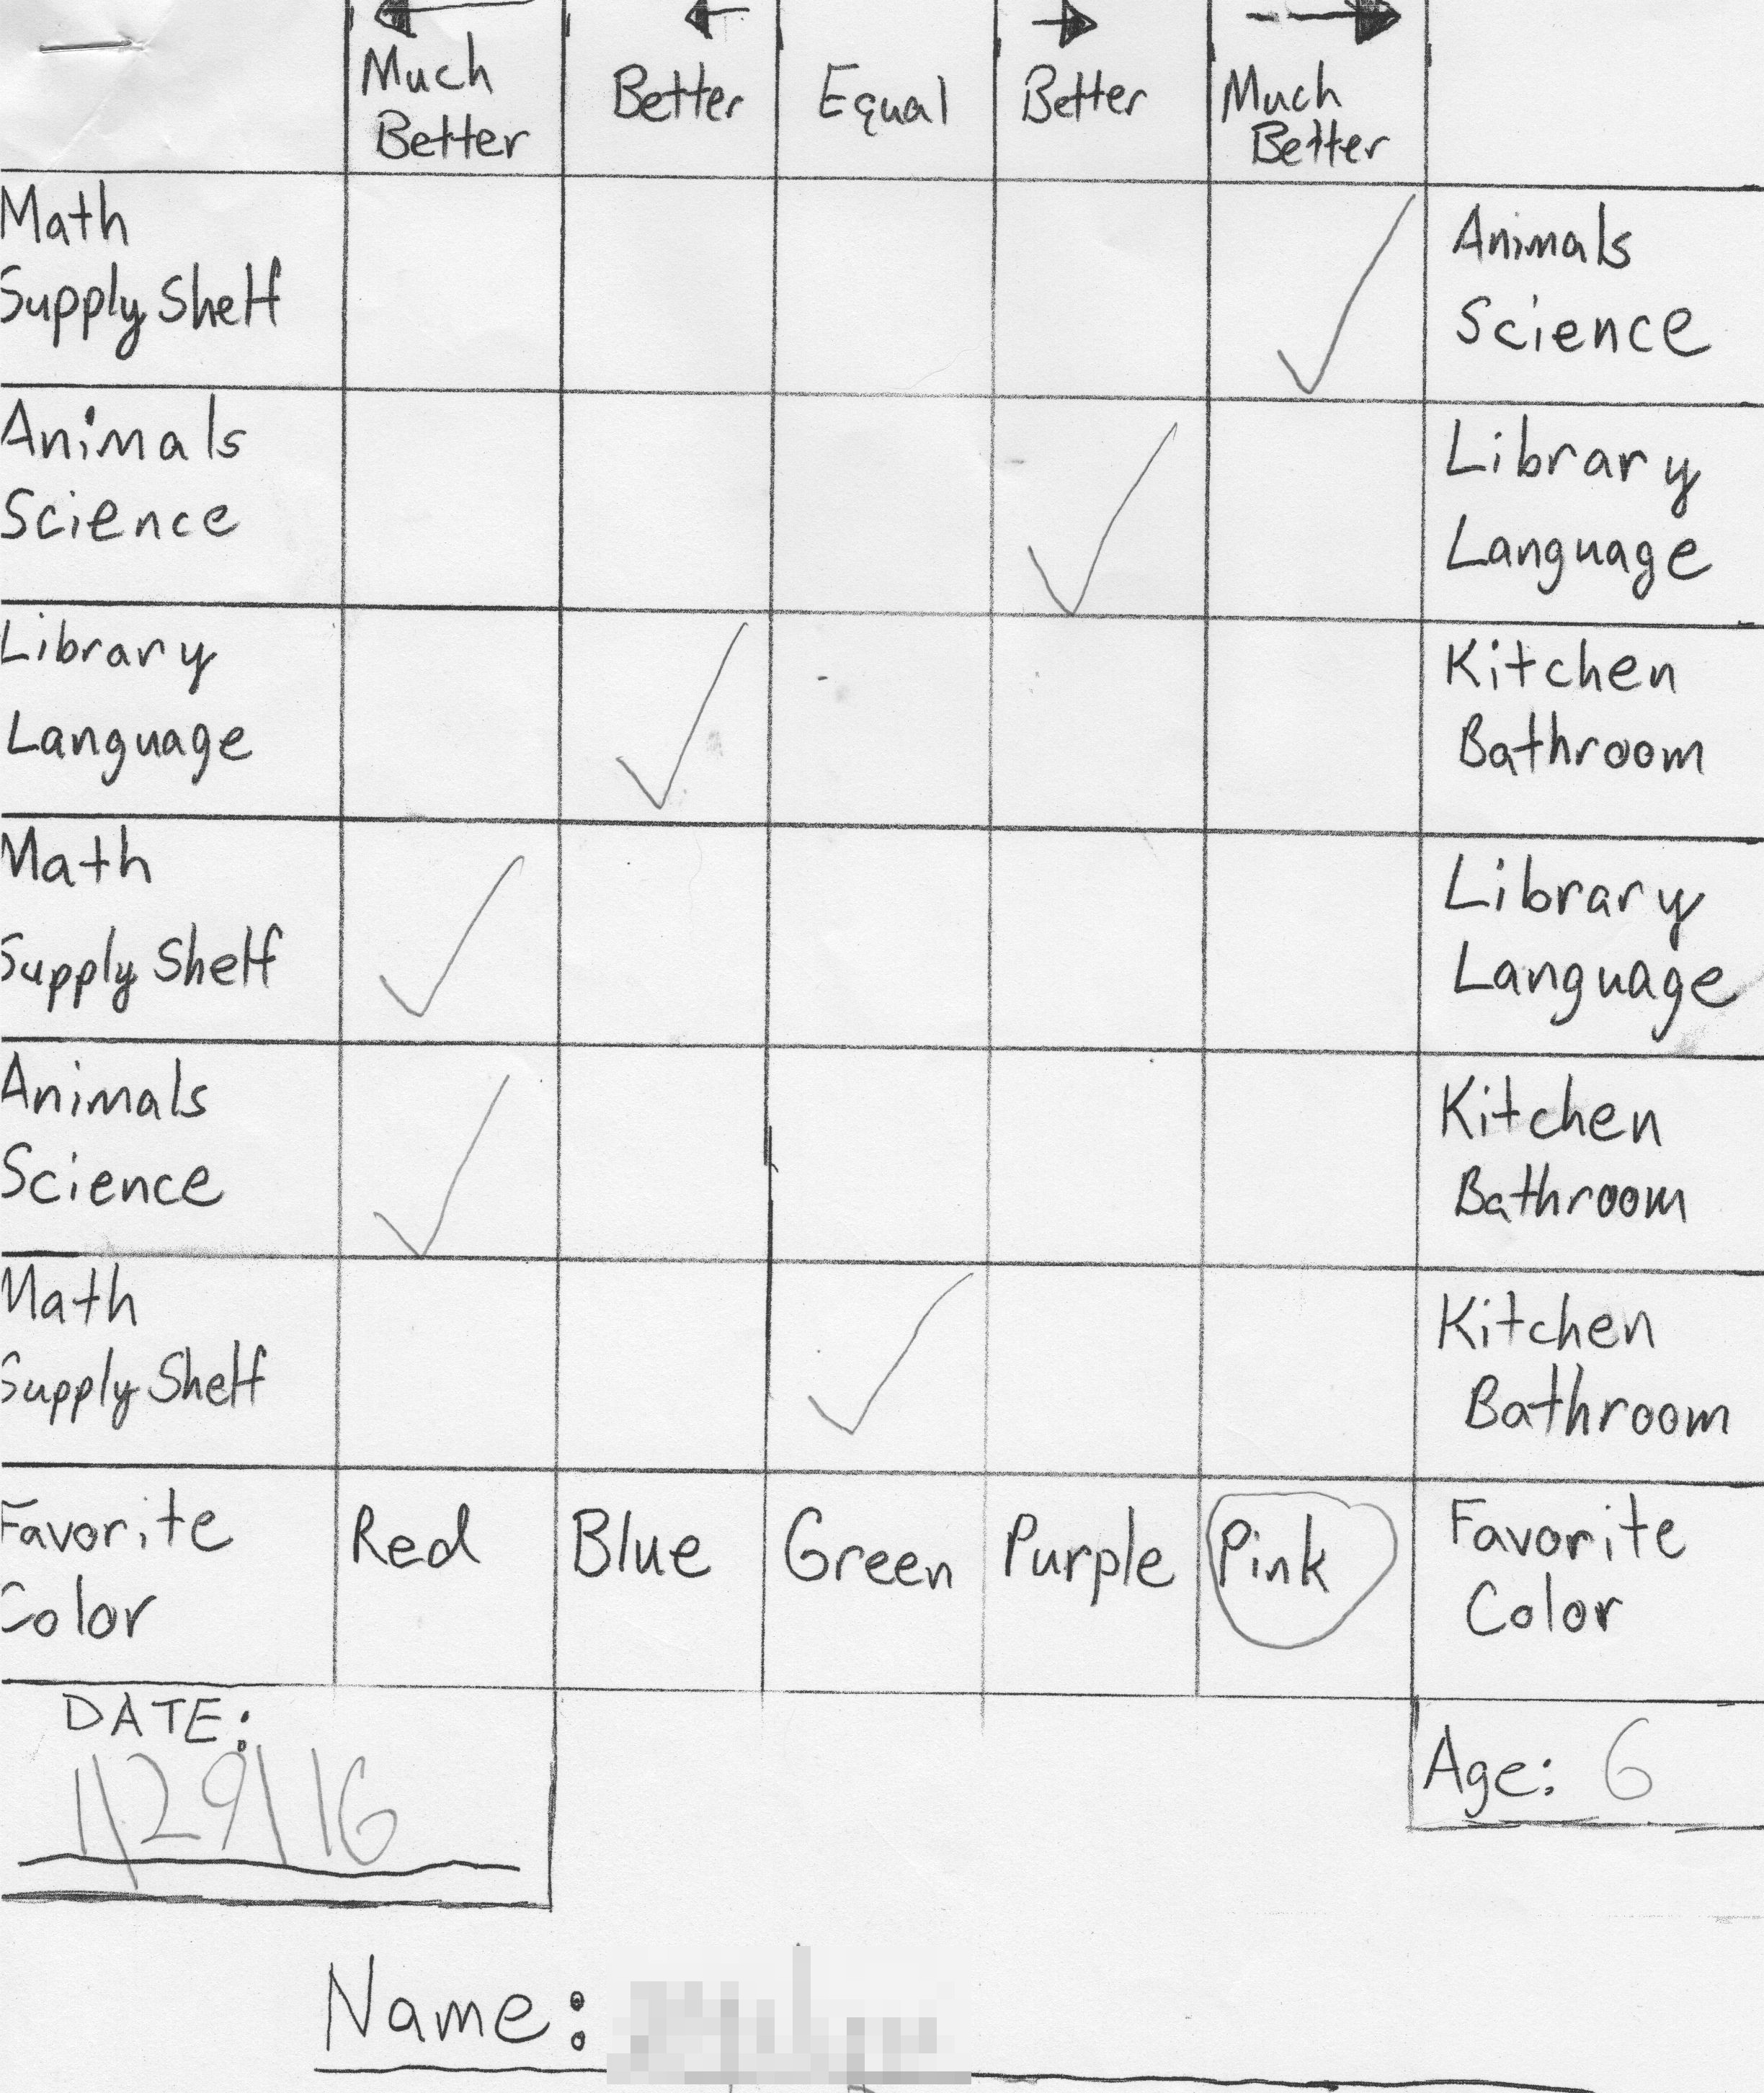 Much Better
Better
Equal
Better
Much Better
Math
Supply Shelf
Animals
Science
Animals
Science
Library
Language
Library
Language
Kitchen
Bathroom
Math
Supply Shelf
Library
Language
Animals
Science
Kitchen
Bathroom
Math
Supply Shelf
Kitchen
Bathroom
Favorite
Color
Red
Blue
Green
Purple
Pink
Favorite
Color
DATE:
1/29/16
Age: 6
Name: